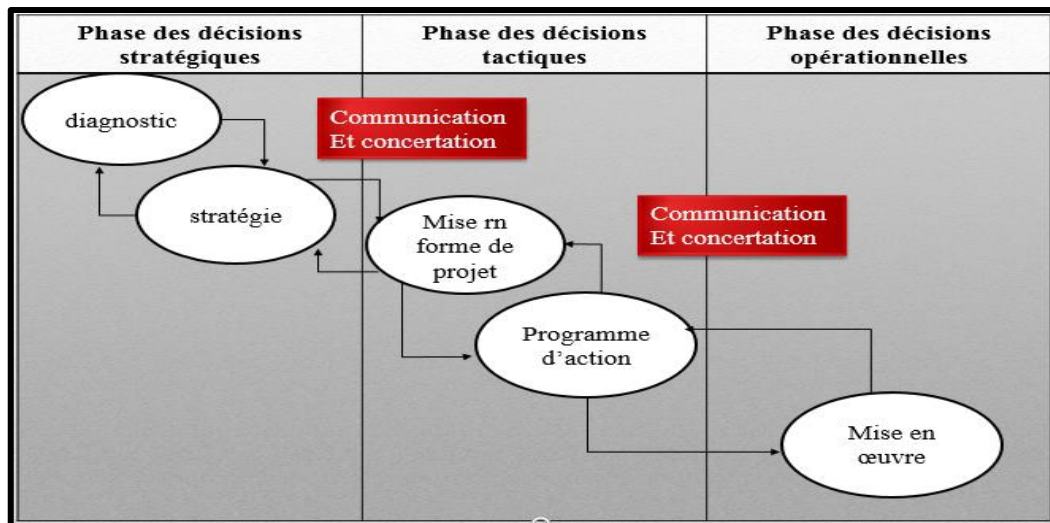 Phase des décisions
stratégiques
Phase des décisions
tactiques
Phase des décisions
opérationnelles
diagnostic
Communication
Et concertation
stratégie
Mise rn
forme de
projet
Communication
Et concertation
Programme
d’action
Mise en
œuvre